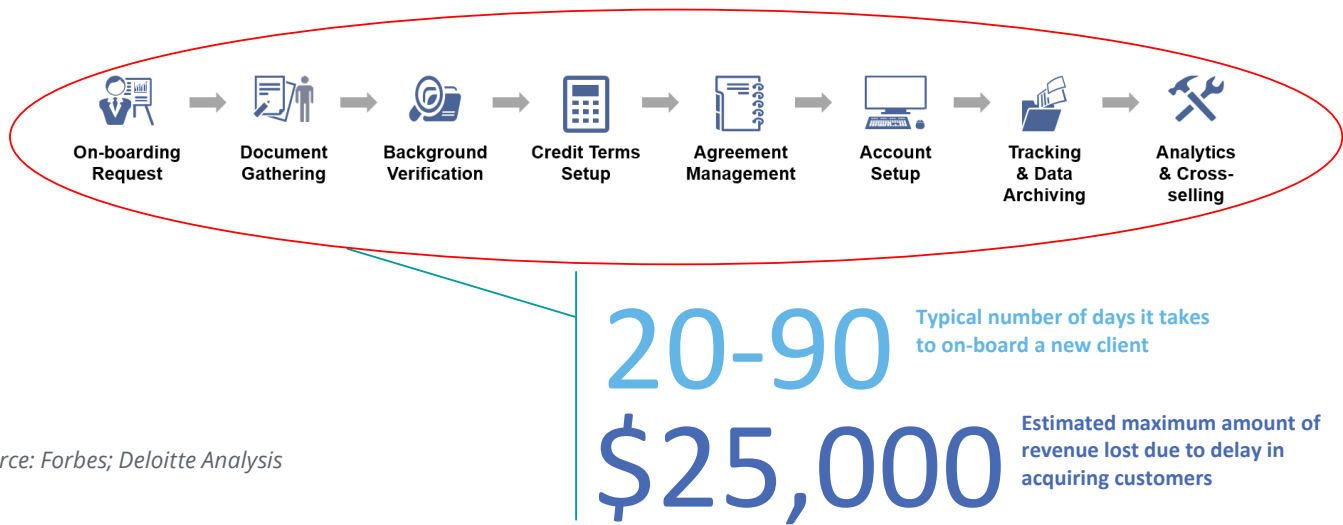 On-boarding
Request
Document
Gathering
Background
Verification
Credit Terms
Setup
Agreement
Management
Account
Setup
Tracking
& Data
Archiving
Analytics
& Cross-
selling
20-90
Typical number of days it takes
to on-board a new client
$25,000
Estimated maximum amount of
revenue lost due to delay in
acquiring customers
rce: Forbes; Deloitte Analysis